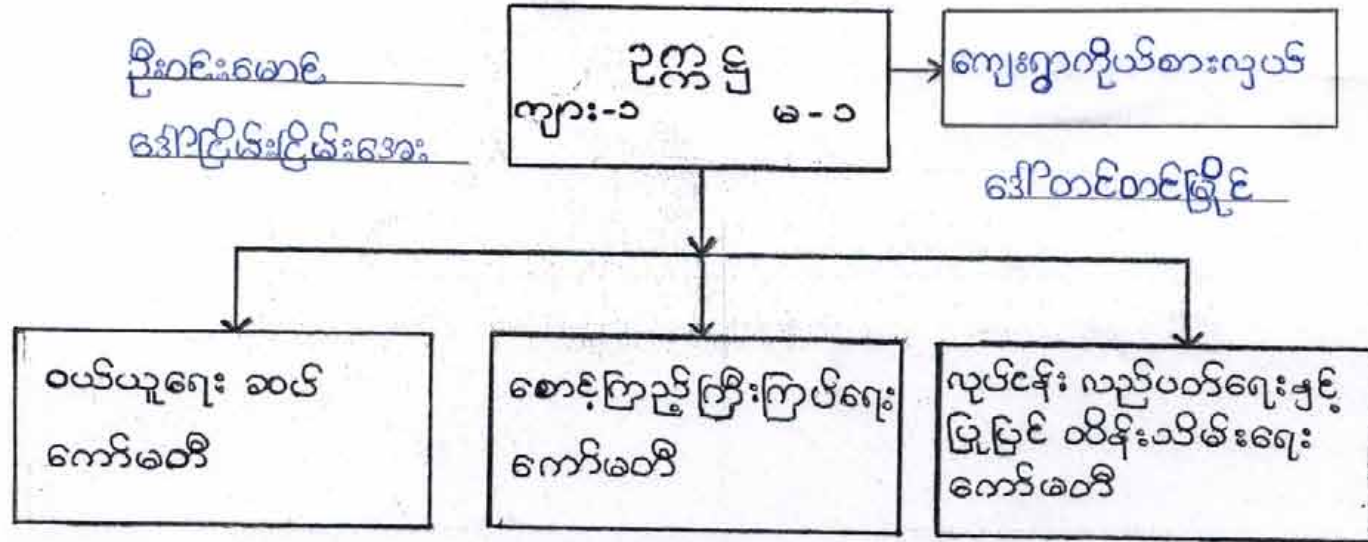 ဦးဝင်းမောင်
ဒေါ်ငြိမ်းငြိမ်းအေး
ဥက္ကဋ္ဌ
ကျား-၁ မ-၁
ကျေးရွာကိုယ်စားလှယ်
ဒေါ်တင်တင်မြိုင်
ဝယ်ယူရေး ဆပ်
ကော်မတီ
စောင့်ကြည့်ကြီးကြပ်ရေး
ကော်မတီ
လုပ်ငန်း လည်ပတ်ရေးနှင့်
ပြုပြင် ထိန်းသိမ်းရေး
ကော်မတီ